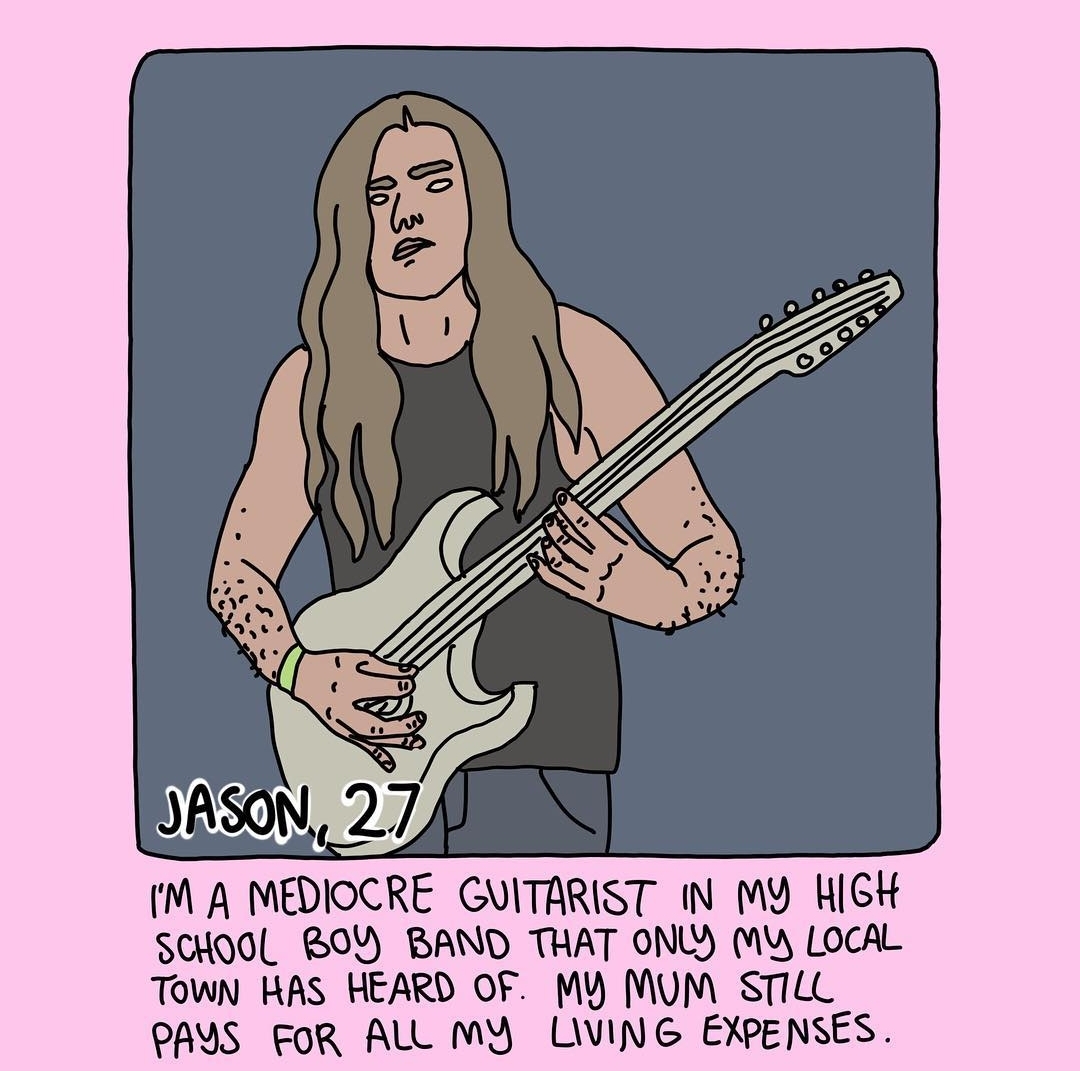 JASON, 27
I'M A MEDIOCRE GUITARIST IN MY HIGH
SCHOOL BOY BAND THAT ONLY MY LOCAL
TOWN HAS HEARD OF. MY MUM STILL
PAYS FOR ALL MY LIVING EXPENSES.